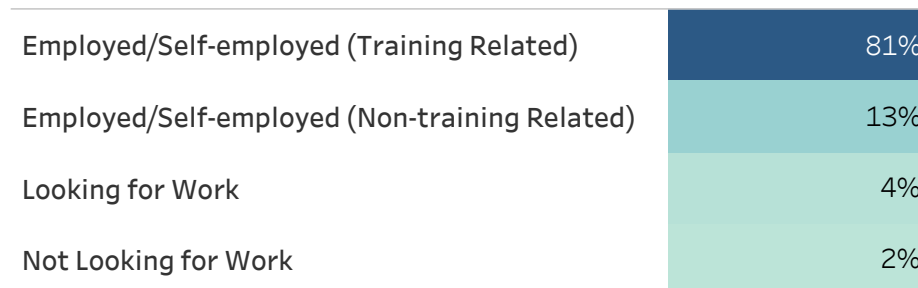 Employed/Self-employed (Training Related) 81%
Employed/Self-employed (Non-training Related) 13%
Looking for Work 4%
Not Looking for Work 2%